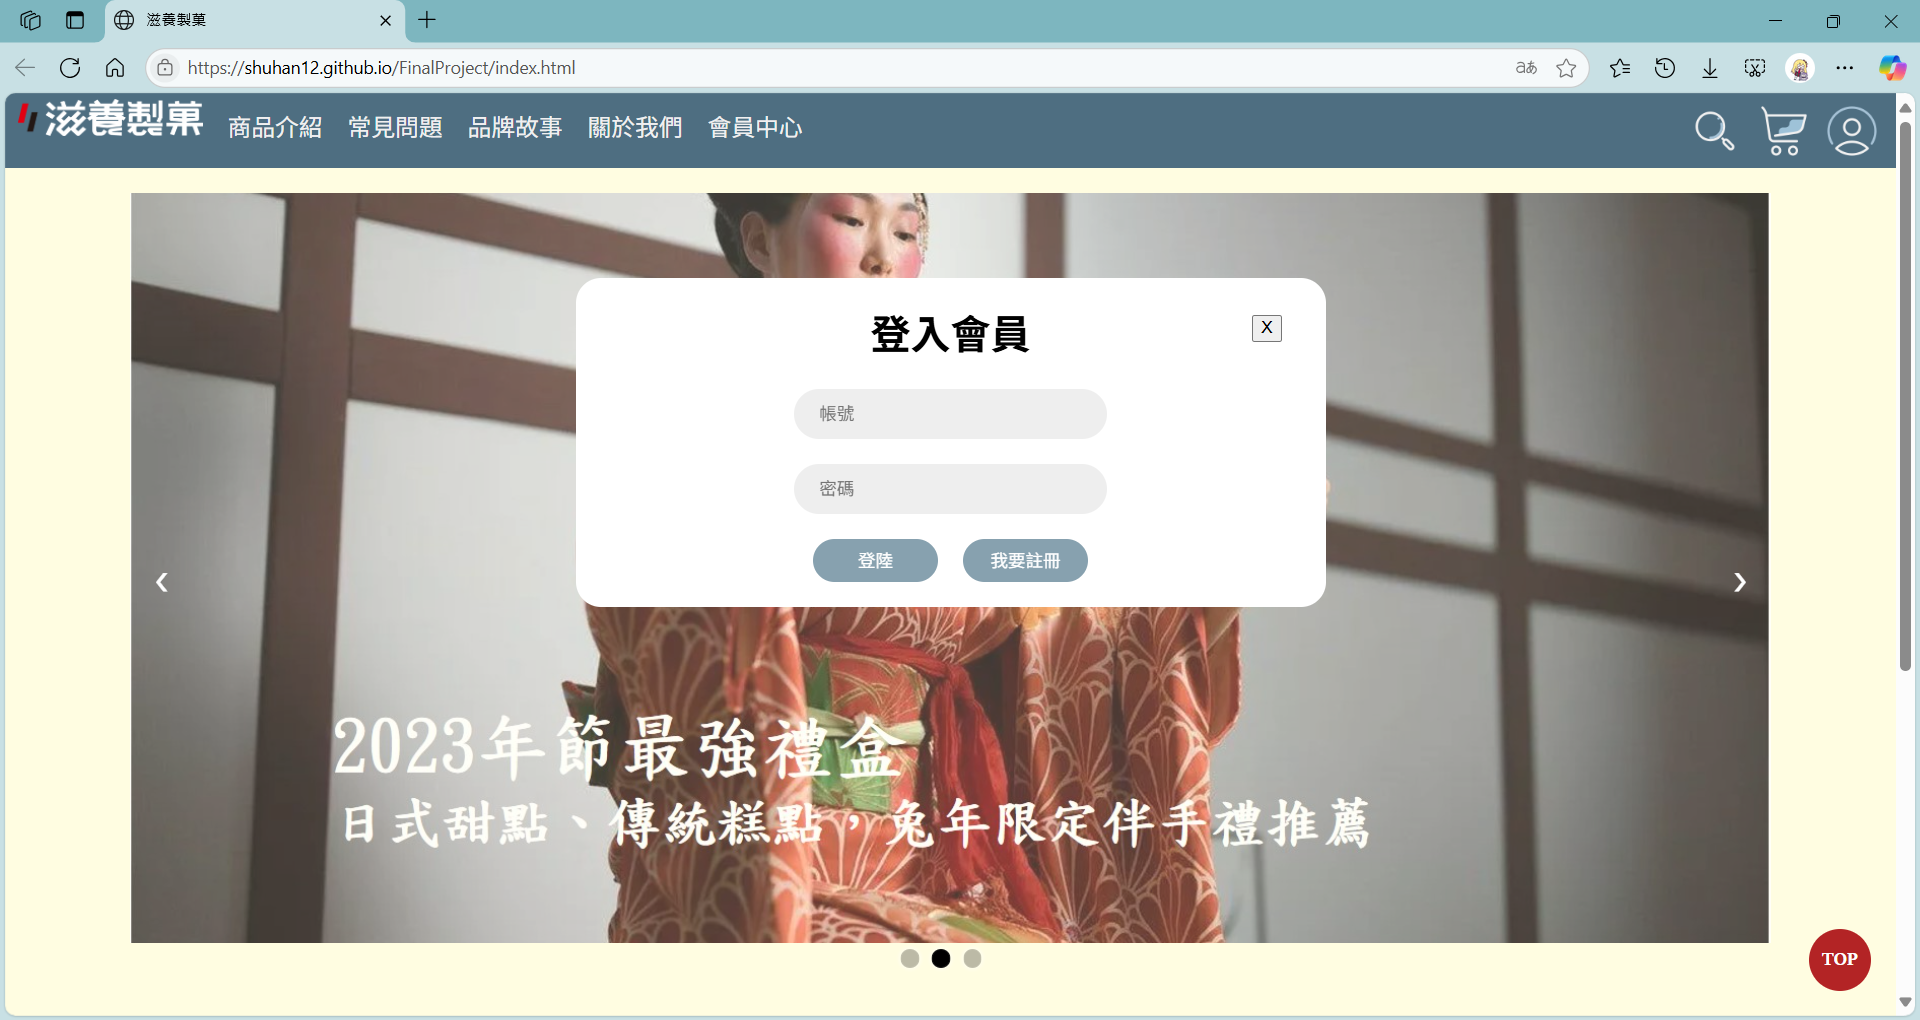 滋養製菓
https://shuhan12.github.io/FinalProject/index.html
aあ
滋養製菓
商品介紹 常見問題 品牌故事 關於我們 會員中心
登入會員
X
帳號
密碼
登陸 我要註冊
2023年節最強禮盒
日式甜點、傳統糕點，兔年限定伴手禮推薦
TOP